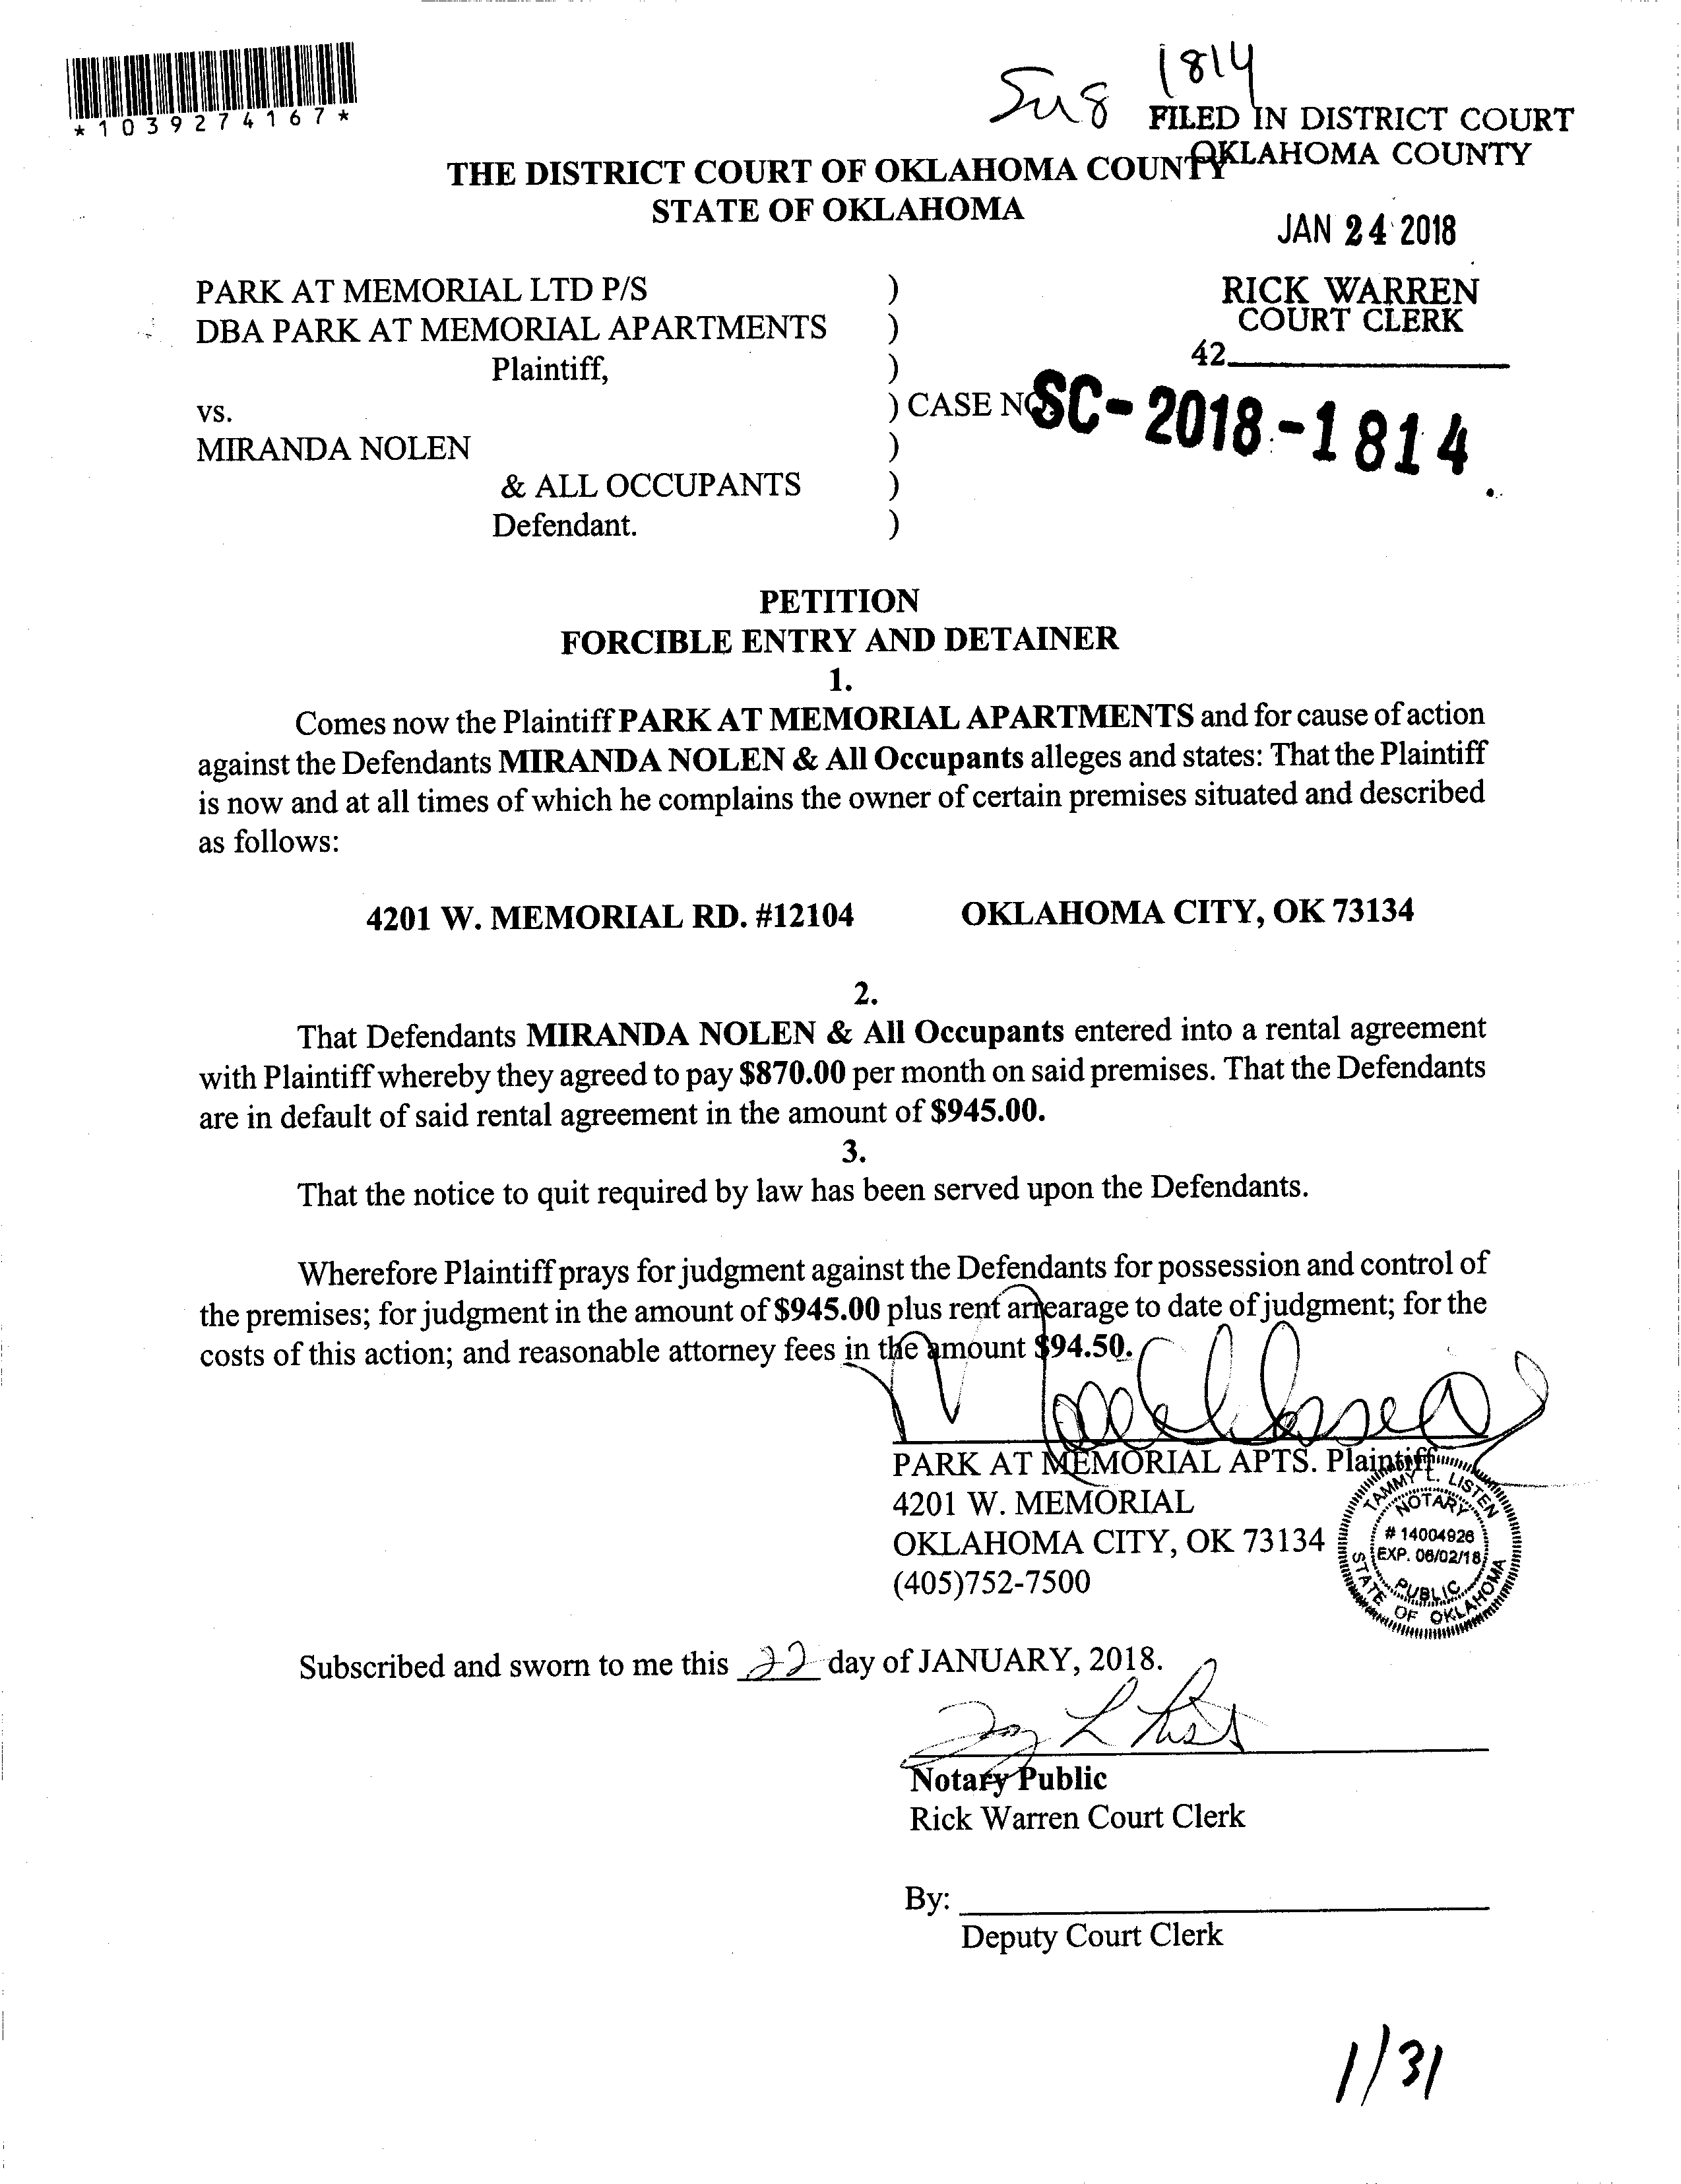 *1039274167*
1814
FILED IN DISTRICT COURT
OKLAHOMA COUNTY
THE DISTRICT COURT OF OKLAHOMA COUNTY
STATE OF OKLAHOMA
JAN 24 2018
PARK AT MEMORIAL LTD P/S )
DBA PARK AT MEMORIAL APARTMENTS )
Plaintiff, )
RICK WARREN
COURT CLERK
42
vs. ) CASE NO. SC-2018-1814
MIRANDA NOLEN )
& ALL OCCUPANTS )
Defendant. )
PETITION
FORCIBLE ENTRY AND DETAINER
1.
Comes now the Plaintiff PARK AT MEMORIAL APARTMENTS and for cause of action
against the Defendants MIRANDA NOLEN & All Occupants alleges and states: That the Plaintiff
is now and at all times of which he complains the owner of certain premises situated and described
as follows:
4201 W. MEMORIAL RD. #12104 OKLAHOMA CITY, OK 73134
2.
That Defendants MIRANDA NOLEN & All Occupants entered into a rental agreement
with Plaintiff whereby they agreed to pay $870.00 per month on said premises. That the Defendants
are in default of said rental agreement in the amount of $945.00.
3.
That the notice to quit required by law has been served upon the Defendants.
Wherefore Plaintiff prays for judgment against the Defendants for possession and control of
the premises; for judgment in the amount of $945.00 plus rent arrearage to date of judgment; for the
costs of this action; and reasonable attorney fees in the amount $94.50.
PARK AT MEMORIAL APTS. Plaintiff
4201 W. MEMORIAL
OKLAHOMA CITY, OK 73134
(405)752-7500
TAMMY L. LISTEN
NOTARY
# 14004926
EXP. 06/02/18
PUBLIC
STATE OF OKLAHOMA
Subscribed and sworn to me this 22 day of JANUARY, 2018.
Notary Public
Rick Warren Court Clerk
By:
Deputy Court Clerk
1/31